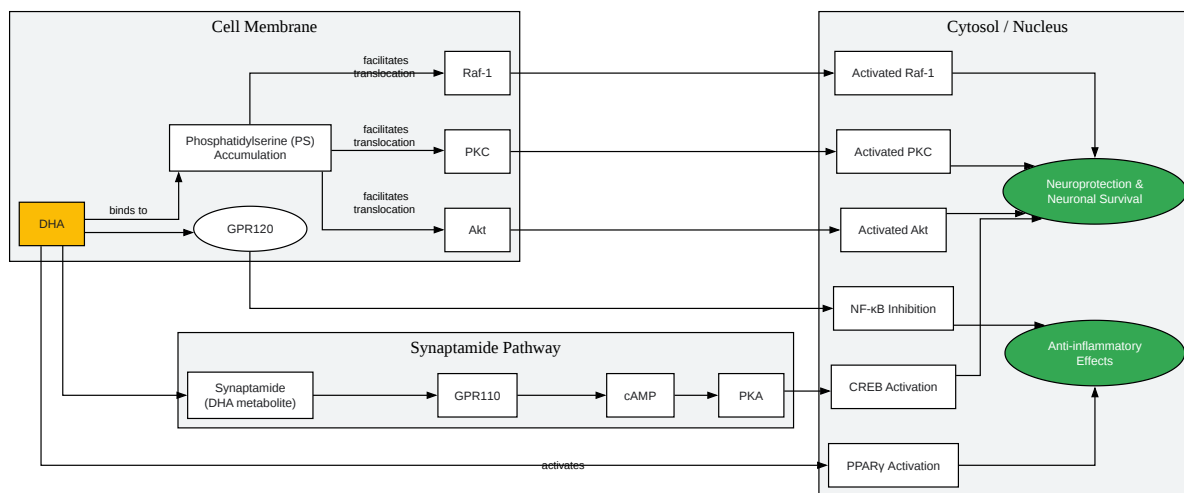 Cell Membrane
Cytosol / Nucleus
facilitates
translocation
Raf-1
Activated Raf-1
Phosphatidylserine (PS)
Accumulation
facilitates
translocation
PKC
Activated PKC
Neuroprotection &
Neuronal Survival
facilitates
translocation
binds to
DHA
GPR120
Akt
Activated Akt
NF-κB Inhibition
Anti-inflammatory
Effects
Synaptamide Pathway
Synaptamide
(DHA metabolite)
GPR110
cAMP
PKA
CREB Activation
activates
PPARγ Activation